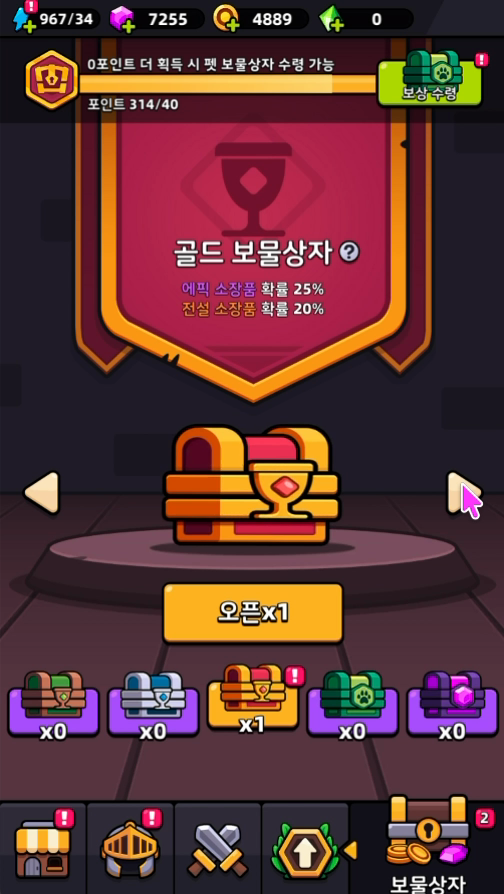 967/34
7255
4889
0
0포인트 더 획득 시 펫 보물상자 수령 가능
포인트 314/40
보상 수령
골드 보물상자 ?
에픽 소장품 확률 25%
전설 소장품 확률 20%
오픈x1
x0
x0
x1
x0
x0
2
보물상자